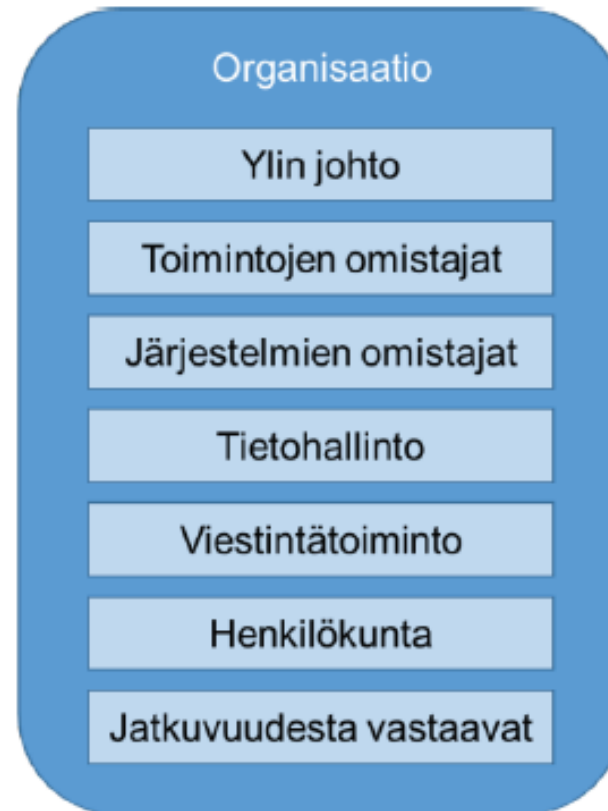 Organisaatio
Ylin johto
Toimintojen omistajat
Järjestelmien omistajat
Tietohallinto
Viestintätoiminto
Henkilökunta
Jatkuvuudesta vastaavat